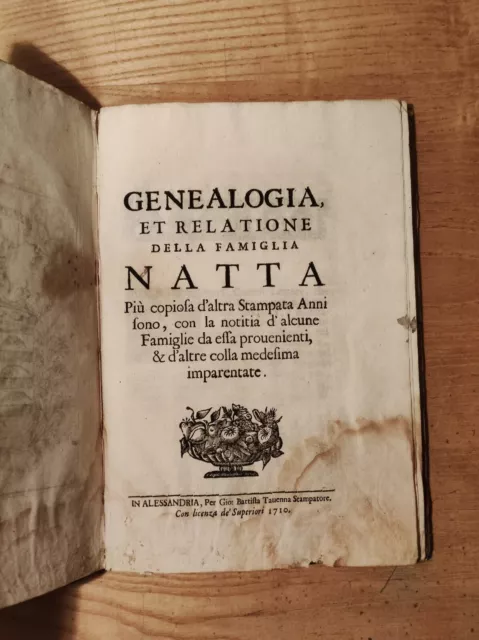 GENEALOGIA,
ET RELATIONE
DELLA FAMIGLIA
NATTA
Più copioſa d'altra Stampata Anni
ſono, con la notitia d'alcune
Famiglie da eſſa prouenienti,
& d'altre colla medeſima
imparentate.
IN ALESSANDRIA, Per Gio: Battiſta Tauenna Stampatore.
Con licenza de' Superiori 1710.